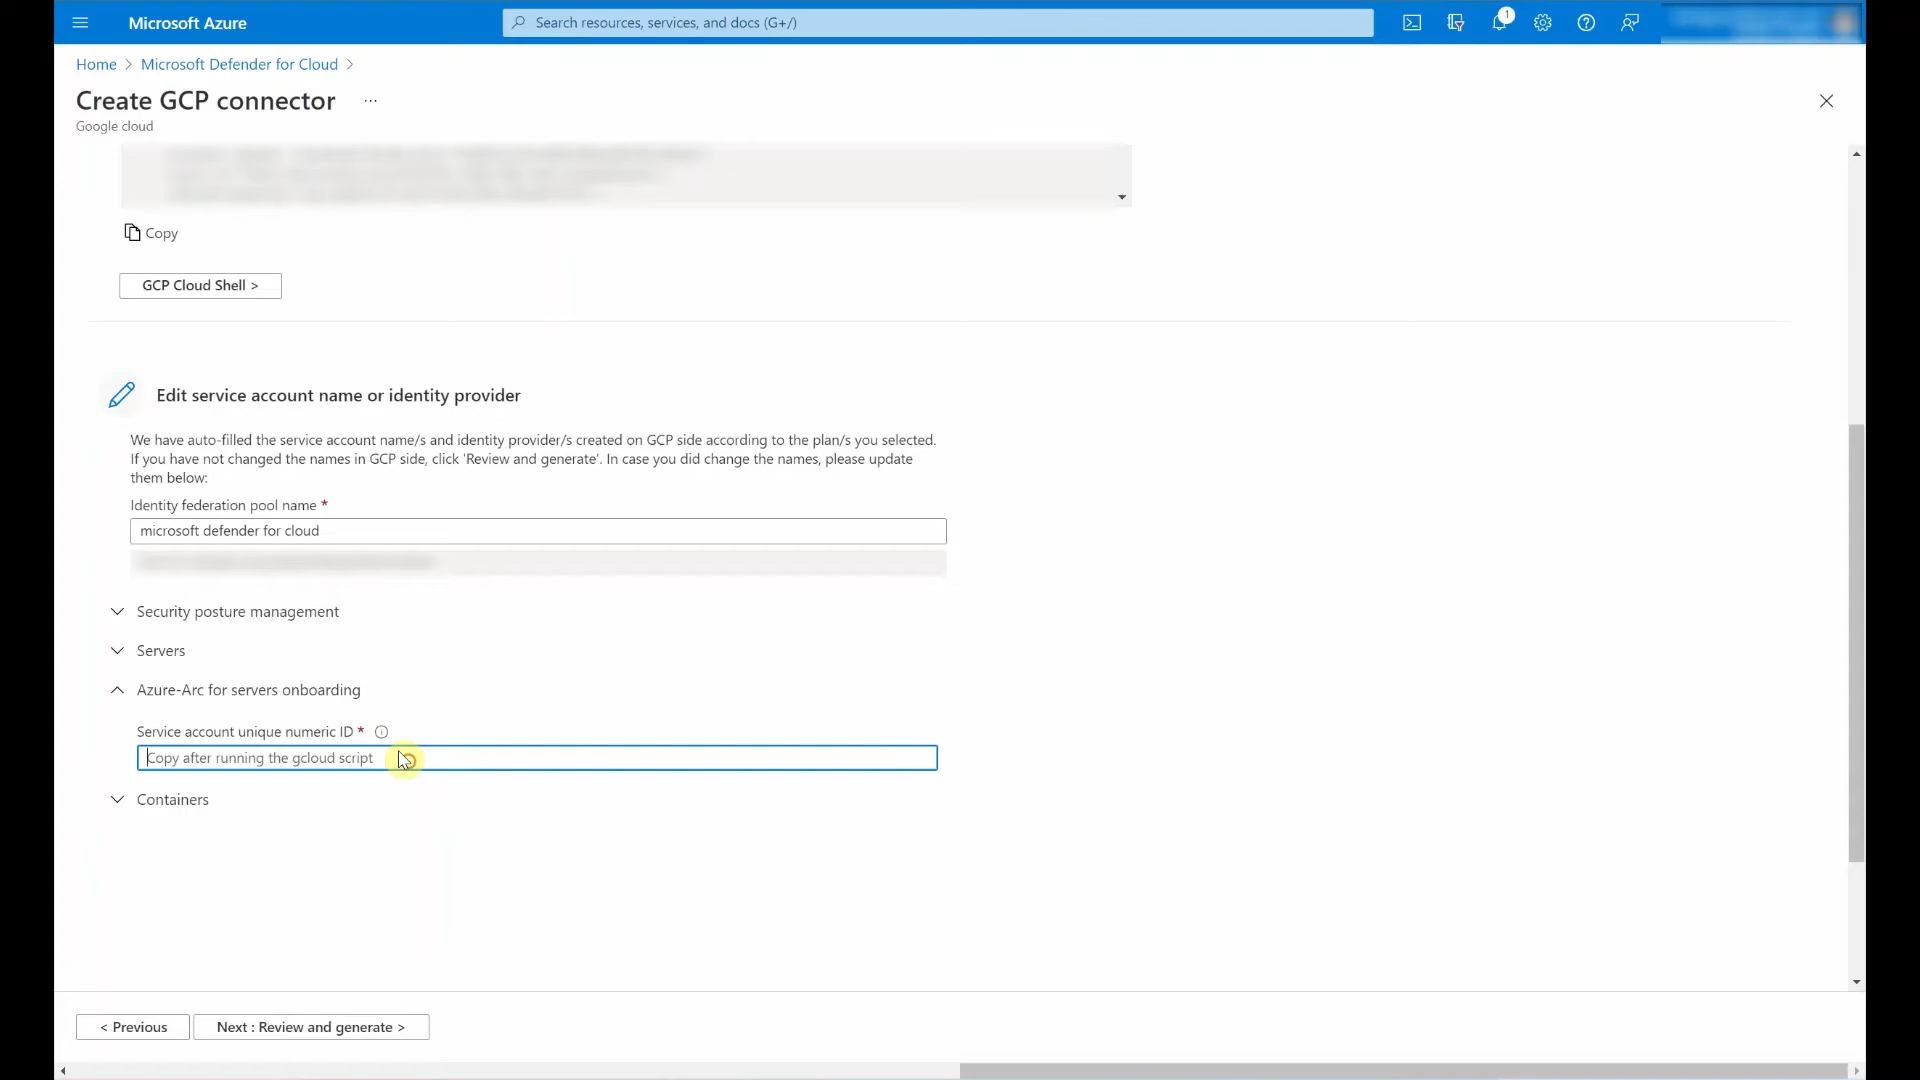 Microsoft Azure
Search resources, services, and docs (G+/)
1
Home > Microsoft Defender for Cloud >
Create GCP connector ...
Google cloud
Copy
GCP Cloud Shell >
Edit service account name or identity provider
We have auto-filled the service account name/s and identity provider/s created on GCP side according to the plan/s you selected.
If you have not changed the names in GCP side, click 'Review and generate'. In case you did change the names, please update
them below:
Identity federation pool name *
microsoft defender for cloud
Security posture management
Servers
Azure-Arc for servers onboarding
Service account unique numeric ID *
Copy after running the gcloud script
Containers
< Previous
Next : Review and generate >